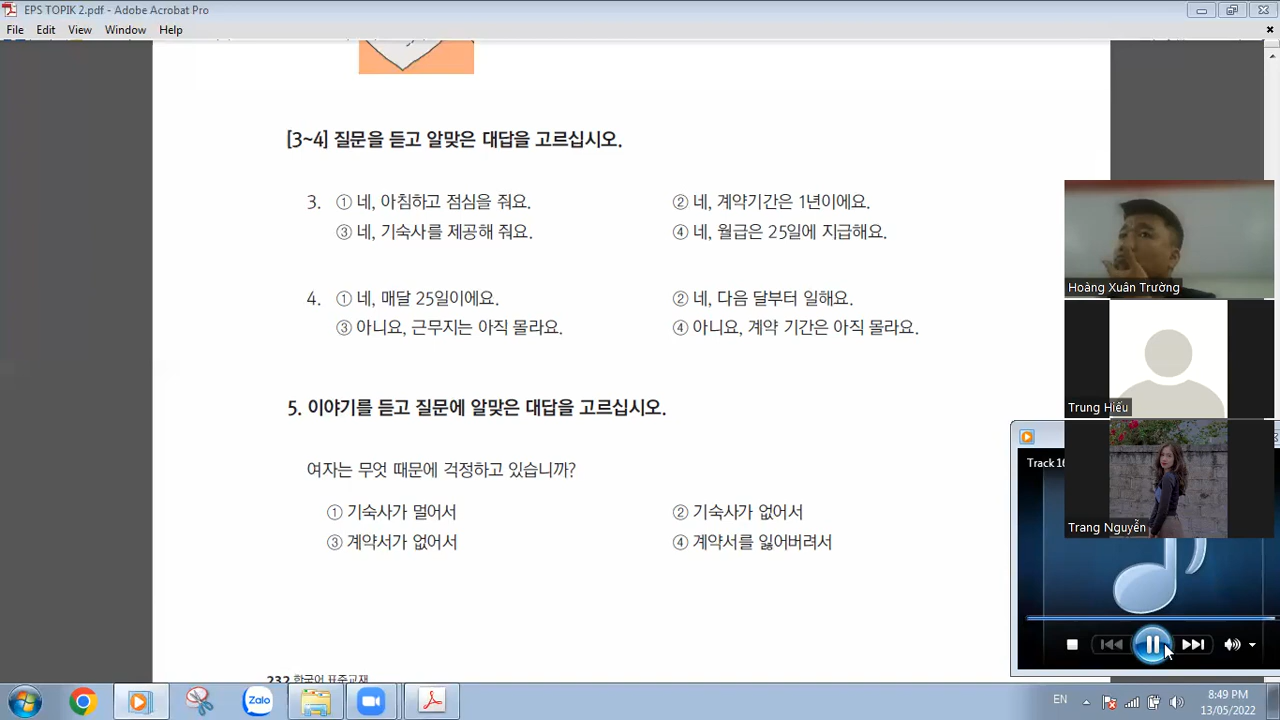 EPS TOPIK 2.pdf - Adobe Acrobat Pro
File Edit View Window Help
[3~4] 질문을 듣고 알맞은 대답을 고르십시오.
3. ① 네, 아침하고 점심을 줘요. ② 네, 계약기간은 1년이에요.
③ 네, 기숙사를 제공해 줘요. ④ 네, 월급은 25일에 지급해요.
4. ① 네, 매달 25일이에요. ② 네, 다음 달부터 일해요.
③ 아니요, 근무지는 아직 몰라요. ④ 아니요, 계약 기간은 아직 몰라요.
5. 이야기를 듣고 질문에 알맞은 대답을 고르십시오.
여자는 무엇 때문에 걱정하고 있습니까?
① 기숙사가 멀어서 ② 기숙사가 없어서
③ 계약서가 없어서 ④ 계약서를 잃어버려서
232 한국어 표준교재
Hoàng Xuân Trường
Trung Hiếu
Track 16
Trang Nguyễn
Zalo
EN
8:49 PM
13/05/2022